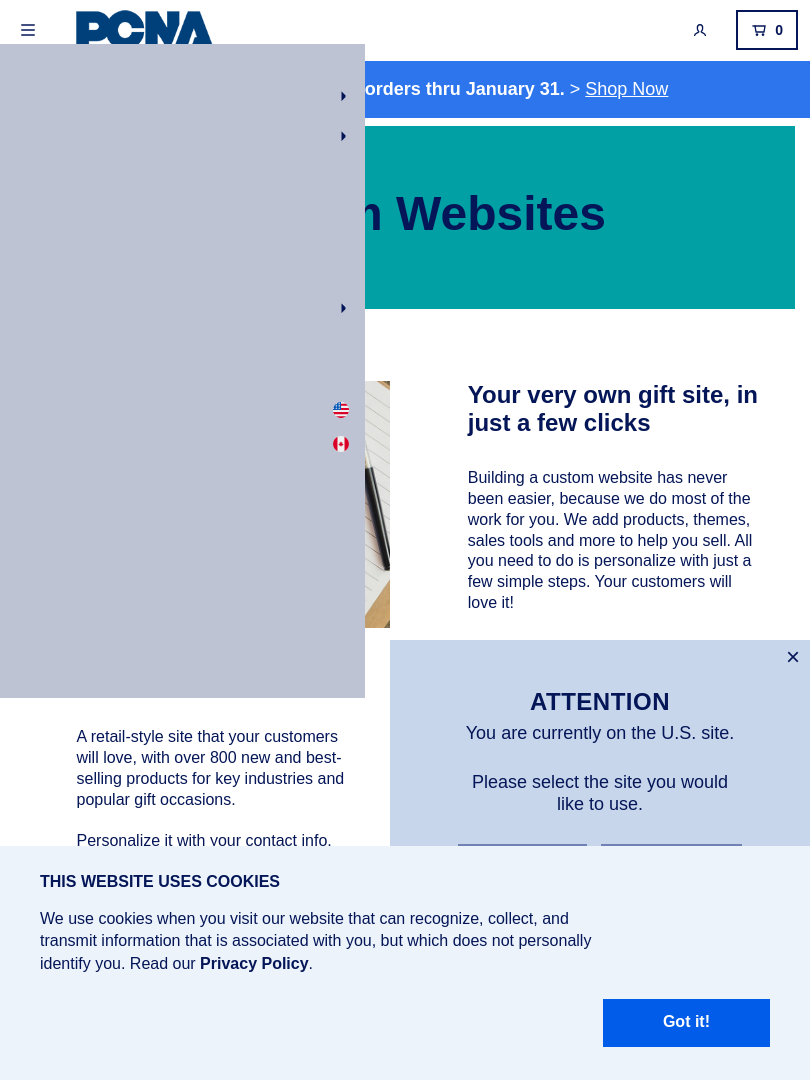 PCNA
0
orders thru January 31. > Shop Now
Websites
Your very own gift site, in
just a few clicks
Building a custom website has never
been easier, because we do most of the
work for you. We add products, themes,
sales tools and more to help you sell. All
you need to do is personalize with just a
few simple steps. Your customers will
love it!
A retail-style site that your customers
will love, with over 800 new and best-
selling products for key industries and
popular gift occasions.
Personalize it with your contact info,
ATTENTION
You are currently on the U.S. site.
Please select the site you would
like to use.
THIS WEBSITE USES COOKIES
We use cookies when you visit our website that can recognize, collect, and
transmit information that is associated with you, but which does not personally
identify you. Read our Privacy Policy.
Got it!